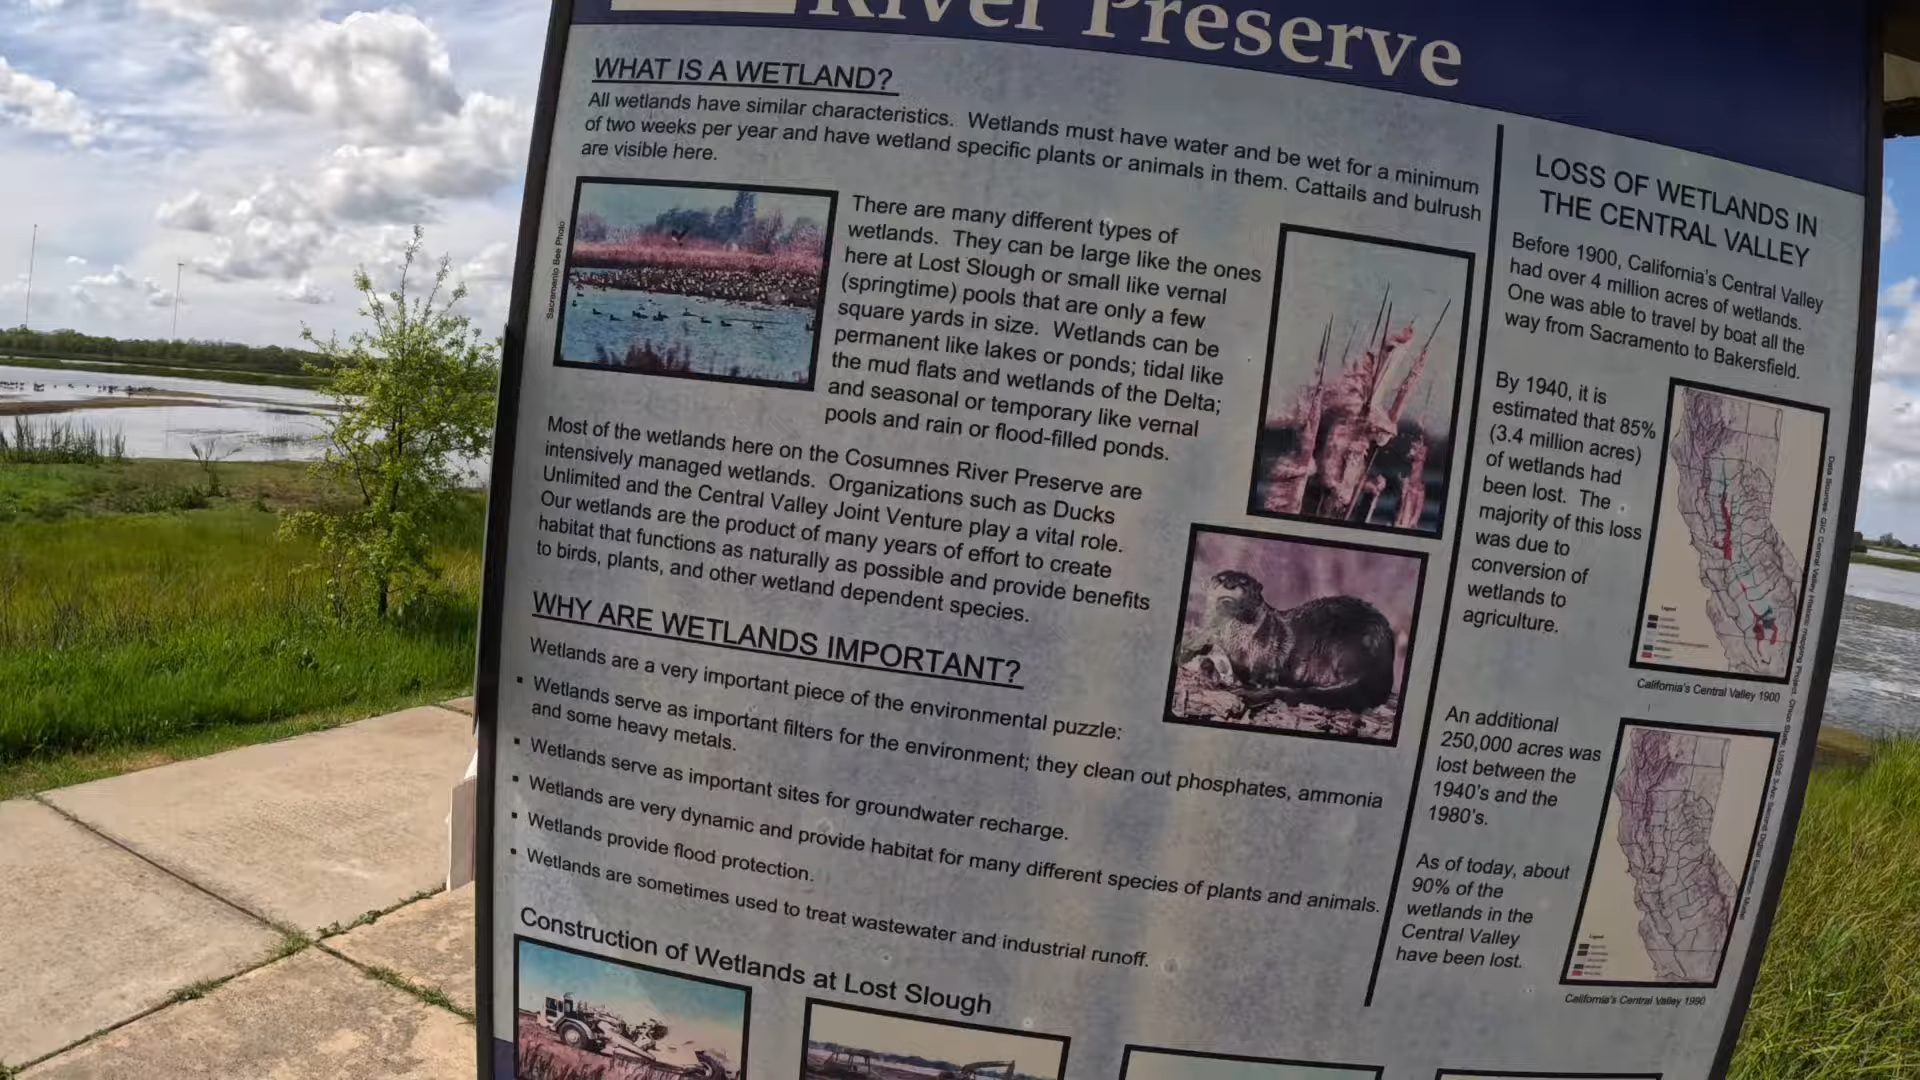 River Preserve
WHAT IS A WETLAND?
All wetlands have similar characteristics. Wetlands must have water and be wet for a minimum
of two weeks per year and have wetland specific plants or animals in them. Cattails and bulrush
are visible here.
Sacramento Bee Photo
There are many different types of
wetlands. They can be large like the ones
here at Lost Slough or small like vernal
(springtime) pools that are only a few
square yards in size. Wetlands can be
permanent like lakes or ponds; tidal like
the mud flats and wetlands of the Delta;
and seasonal or temporary like vernal
pools and rain or flood-filled ponds.
Most of the wetlands here on the Cosumnes River Preserve are
intensively managed wetlands. Organizations such as Ducks
Unlimited and the Central Valley Joint Venture play a vital role.
Our wetlands are the product of many years of effort to create
habitat that functions as naturally as possible and provide benefits
to birds, plants, and other wetland dependent species.
WHY ARE WETLANDS IMPORTANT?
Wetlands are a very important piece of the environmental puzzle:
▪ Wetlands serve as important filters for the environment; they clean out phosphates, ammonia
and some heavy metals.
▪ Wetlands serve as important sites for groundwater recharge.
▪ Wetlands are very dynamic and provide habitat for many different species of plants and animals.
▪ Wetlands provide flood protection.
▪ Wetlands are sometimes used to treat wastewater and industrial runoff.
Construction of Wetlands at Lost Slough
LOSS OF WETLANDS IN
THE CENTRAL VALLEY
Before 1900, California's Central Valley
had over 4 million acres of wetlands.
One was able to travel by boat all the
way from Sacramento to Bakersfield.
By 1940, it is
estimated that 85%
(3.4 million acres)
of wetlands had
been lost. The
majority of this loss
was due to
conversion of
wetlands to
agriculture.
Legend
California's Central Valley 1900
An additional
250,000 acres was
lost between the
1940's and the
1980's.
As of today, about
90% of the
wetlands in the
Central Valley
have been lost.
Legend
California's Central Valley 1990